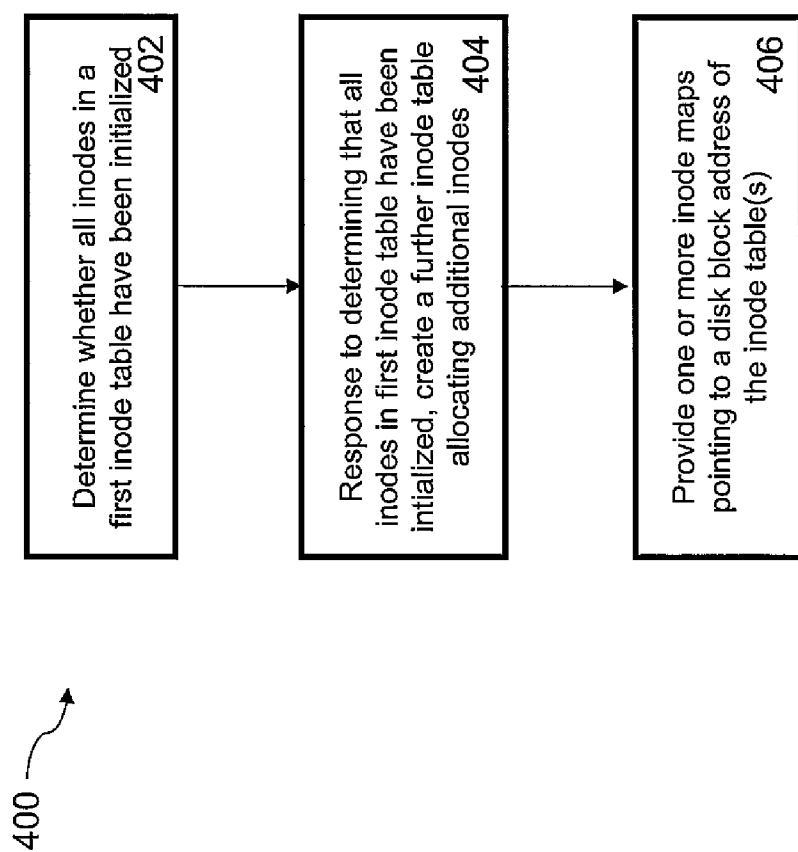 400
Determine whether all inodes in a
first inode table have been initialized
402
Response to determining that all
inodes in first inode table have been
intialized, create a further inode table
allocating additional inodes
404
Provide one or more inode maps
pointing to a disk block address of
the inode table(s)
406